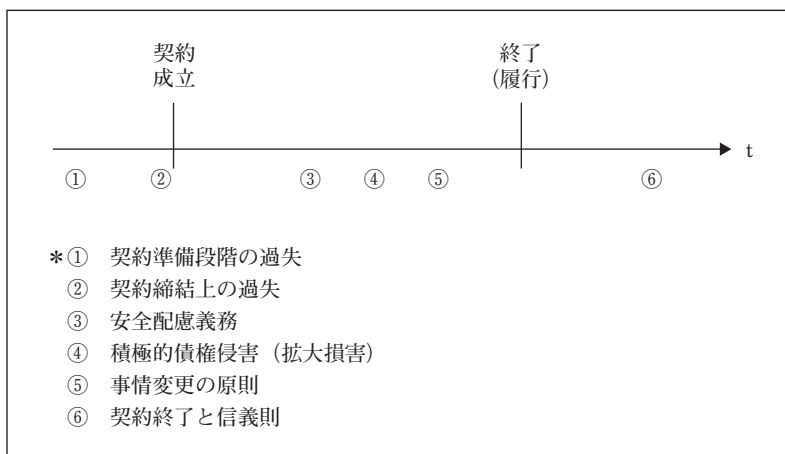 契約
成立
終了
(履行)
t
① ② ③ ④ ⑤ ⑥
*① 契約準備段階の過失
② 契約締結上の過失
③ 安全配慮義務
④ 積極的債権侵害(拡大損害)
⑤ 事情変更の原則
⑥ 契約終了と信義則